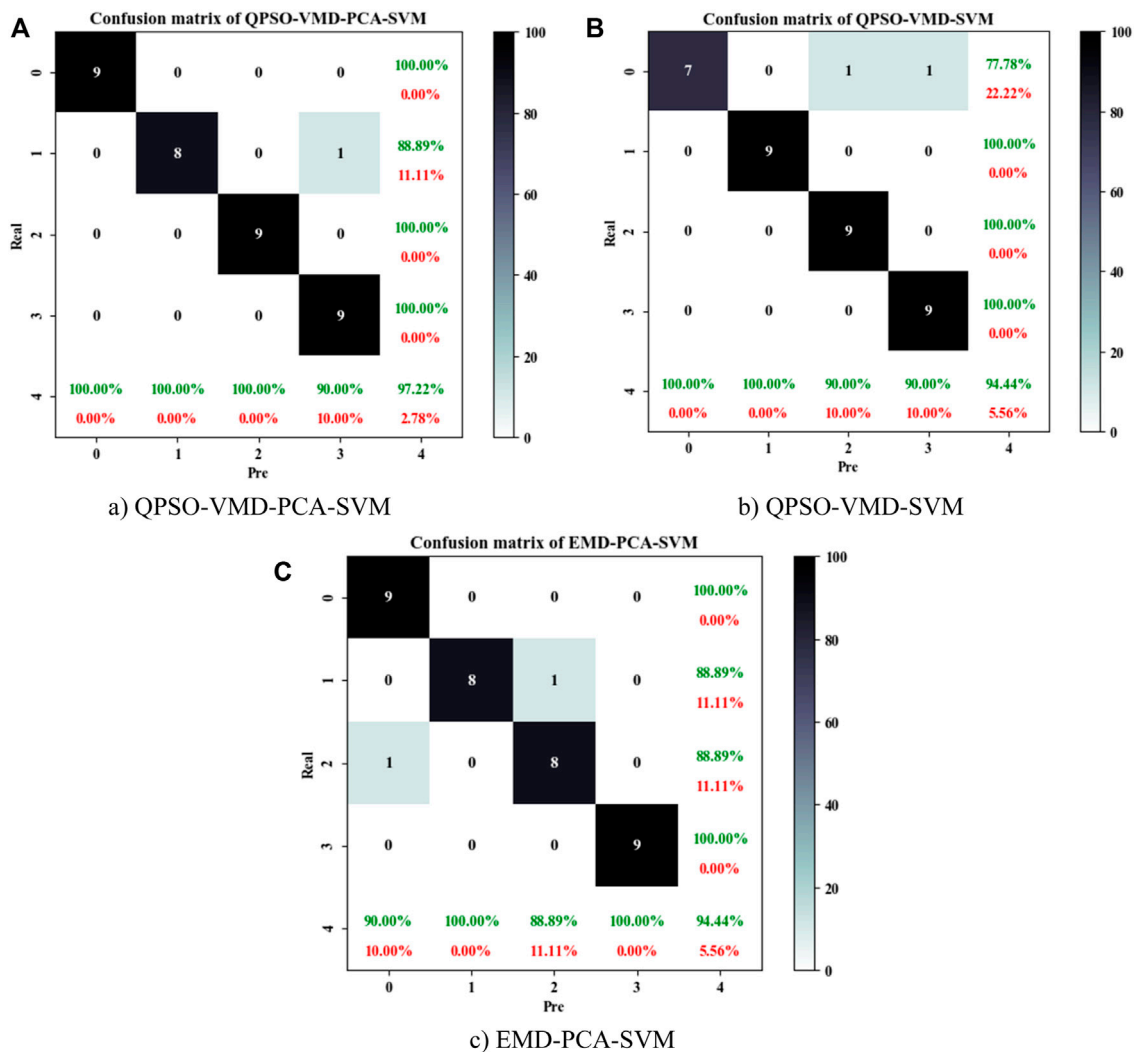 A
Confusion matrix of QPSO-VMD-PCA-SVM
100
0 9 0 0 0 100.00%
0.00%
80
1 0 8 0 1 88.89%
11.11%
60
Real
2 0 0 9 0 100.00%
0.00%
40
3 0 0 0 9 100.00%
0.00%
20
4 100.00% 100.00% 100.00% 90.00% 97.22%
0.00% 0.00% 0.00% 10.00% 2.78%
0
0 1 2 3 4
Pre
a) QPSO-VMD-PCA-SVM
B
Confusion matrix of QPSO-VMD-SVM
100
0 7 0 1 1 77.78%
22.22%
80
1 0 9 0 0 100.00%
0.00%
60
Real
2 0 0 9 0 100.00%
0.00%
40
3 0 0 0 9 100.00%
0.00%
20
4 100.00% 100.00% 90.00% 90.00% 94.44%
0.00% 0.00% 10.00% 10.00% 5.56%
0
0 1 2 3 4
Pre
b) QPSO-VMD-SVM
C
Confusion matrix of EMD-PCA-SVM
100
0 9 0 0 0 100.00%
0.00%
80
1 0 8 1 0 88.89%
11.11%
60
Real
2 1 0 8 0 88.89%
11.11%
40
3 0 0 0 9 100.00%
0.00%
20
4 90.00% 100.00% 88.89% 100.00% 94.44%
10.00% 0.00% 11.11% 0.00% 5.56%
0
0 1 2 3 4
Pre
c) EMD-PCA-SVM